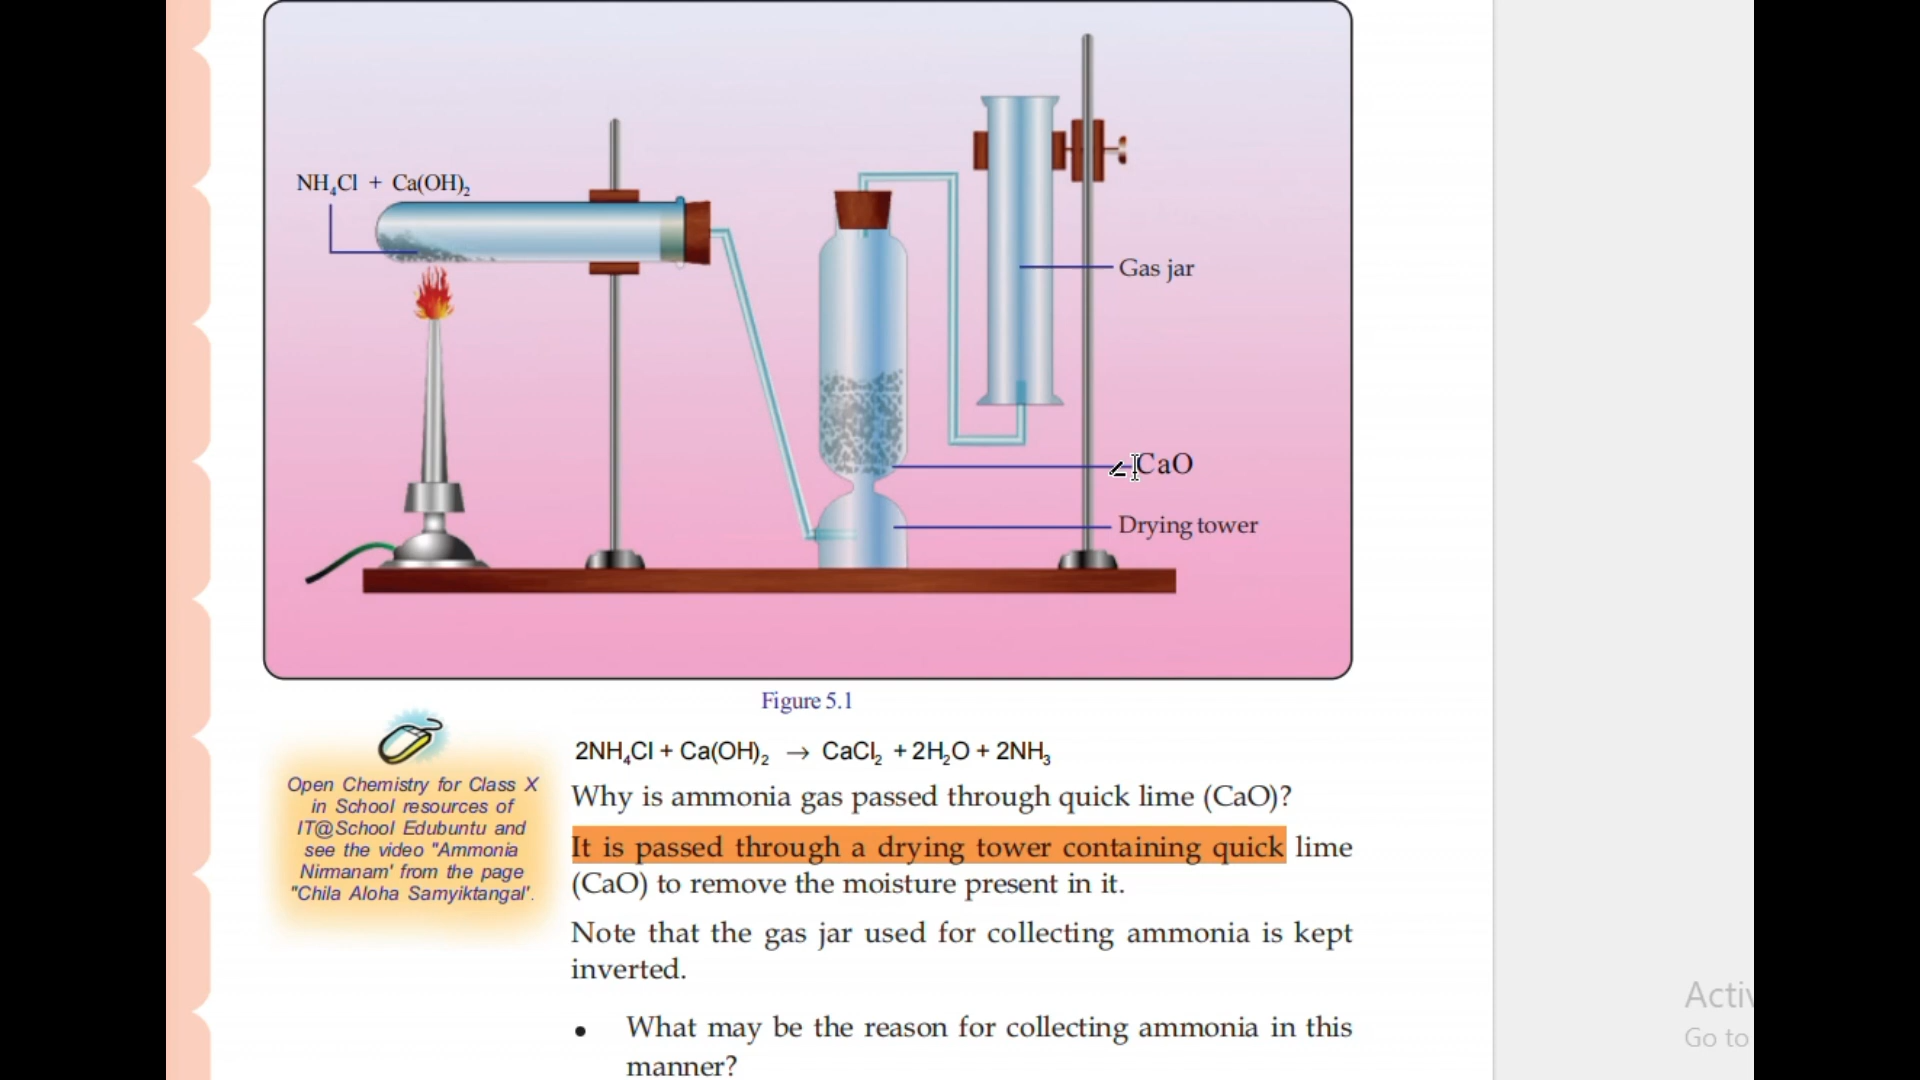 NH₄Cl + Ca(OH)₂
Gas jar
CaO
Drying tower
Figure 5.1
2NH₄Cl + Ca(OH)₂ → CaCl₂ + 2H₂O + 2NH₃
Why is ammonia gas passed through quick lime (CaO)?
It is passed through a drying tower containing quick lime
(CaO) to remove the moisture present in it.
Note that the gas jar used for collecting ammonia is kept
inverted.
• What may be the reason for collecting ammonia in this
manner?
Open Chemistry for Class X
in School resources of
IT@School Edubuntu and
see the video "Ammonia
Nirmanam' from the page
"Chila Aloha Samyiktangal'.
Activ
Go to